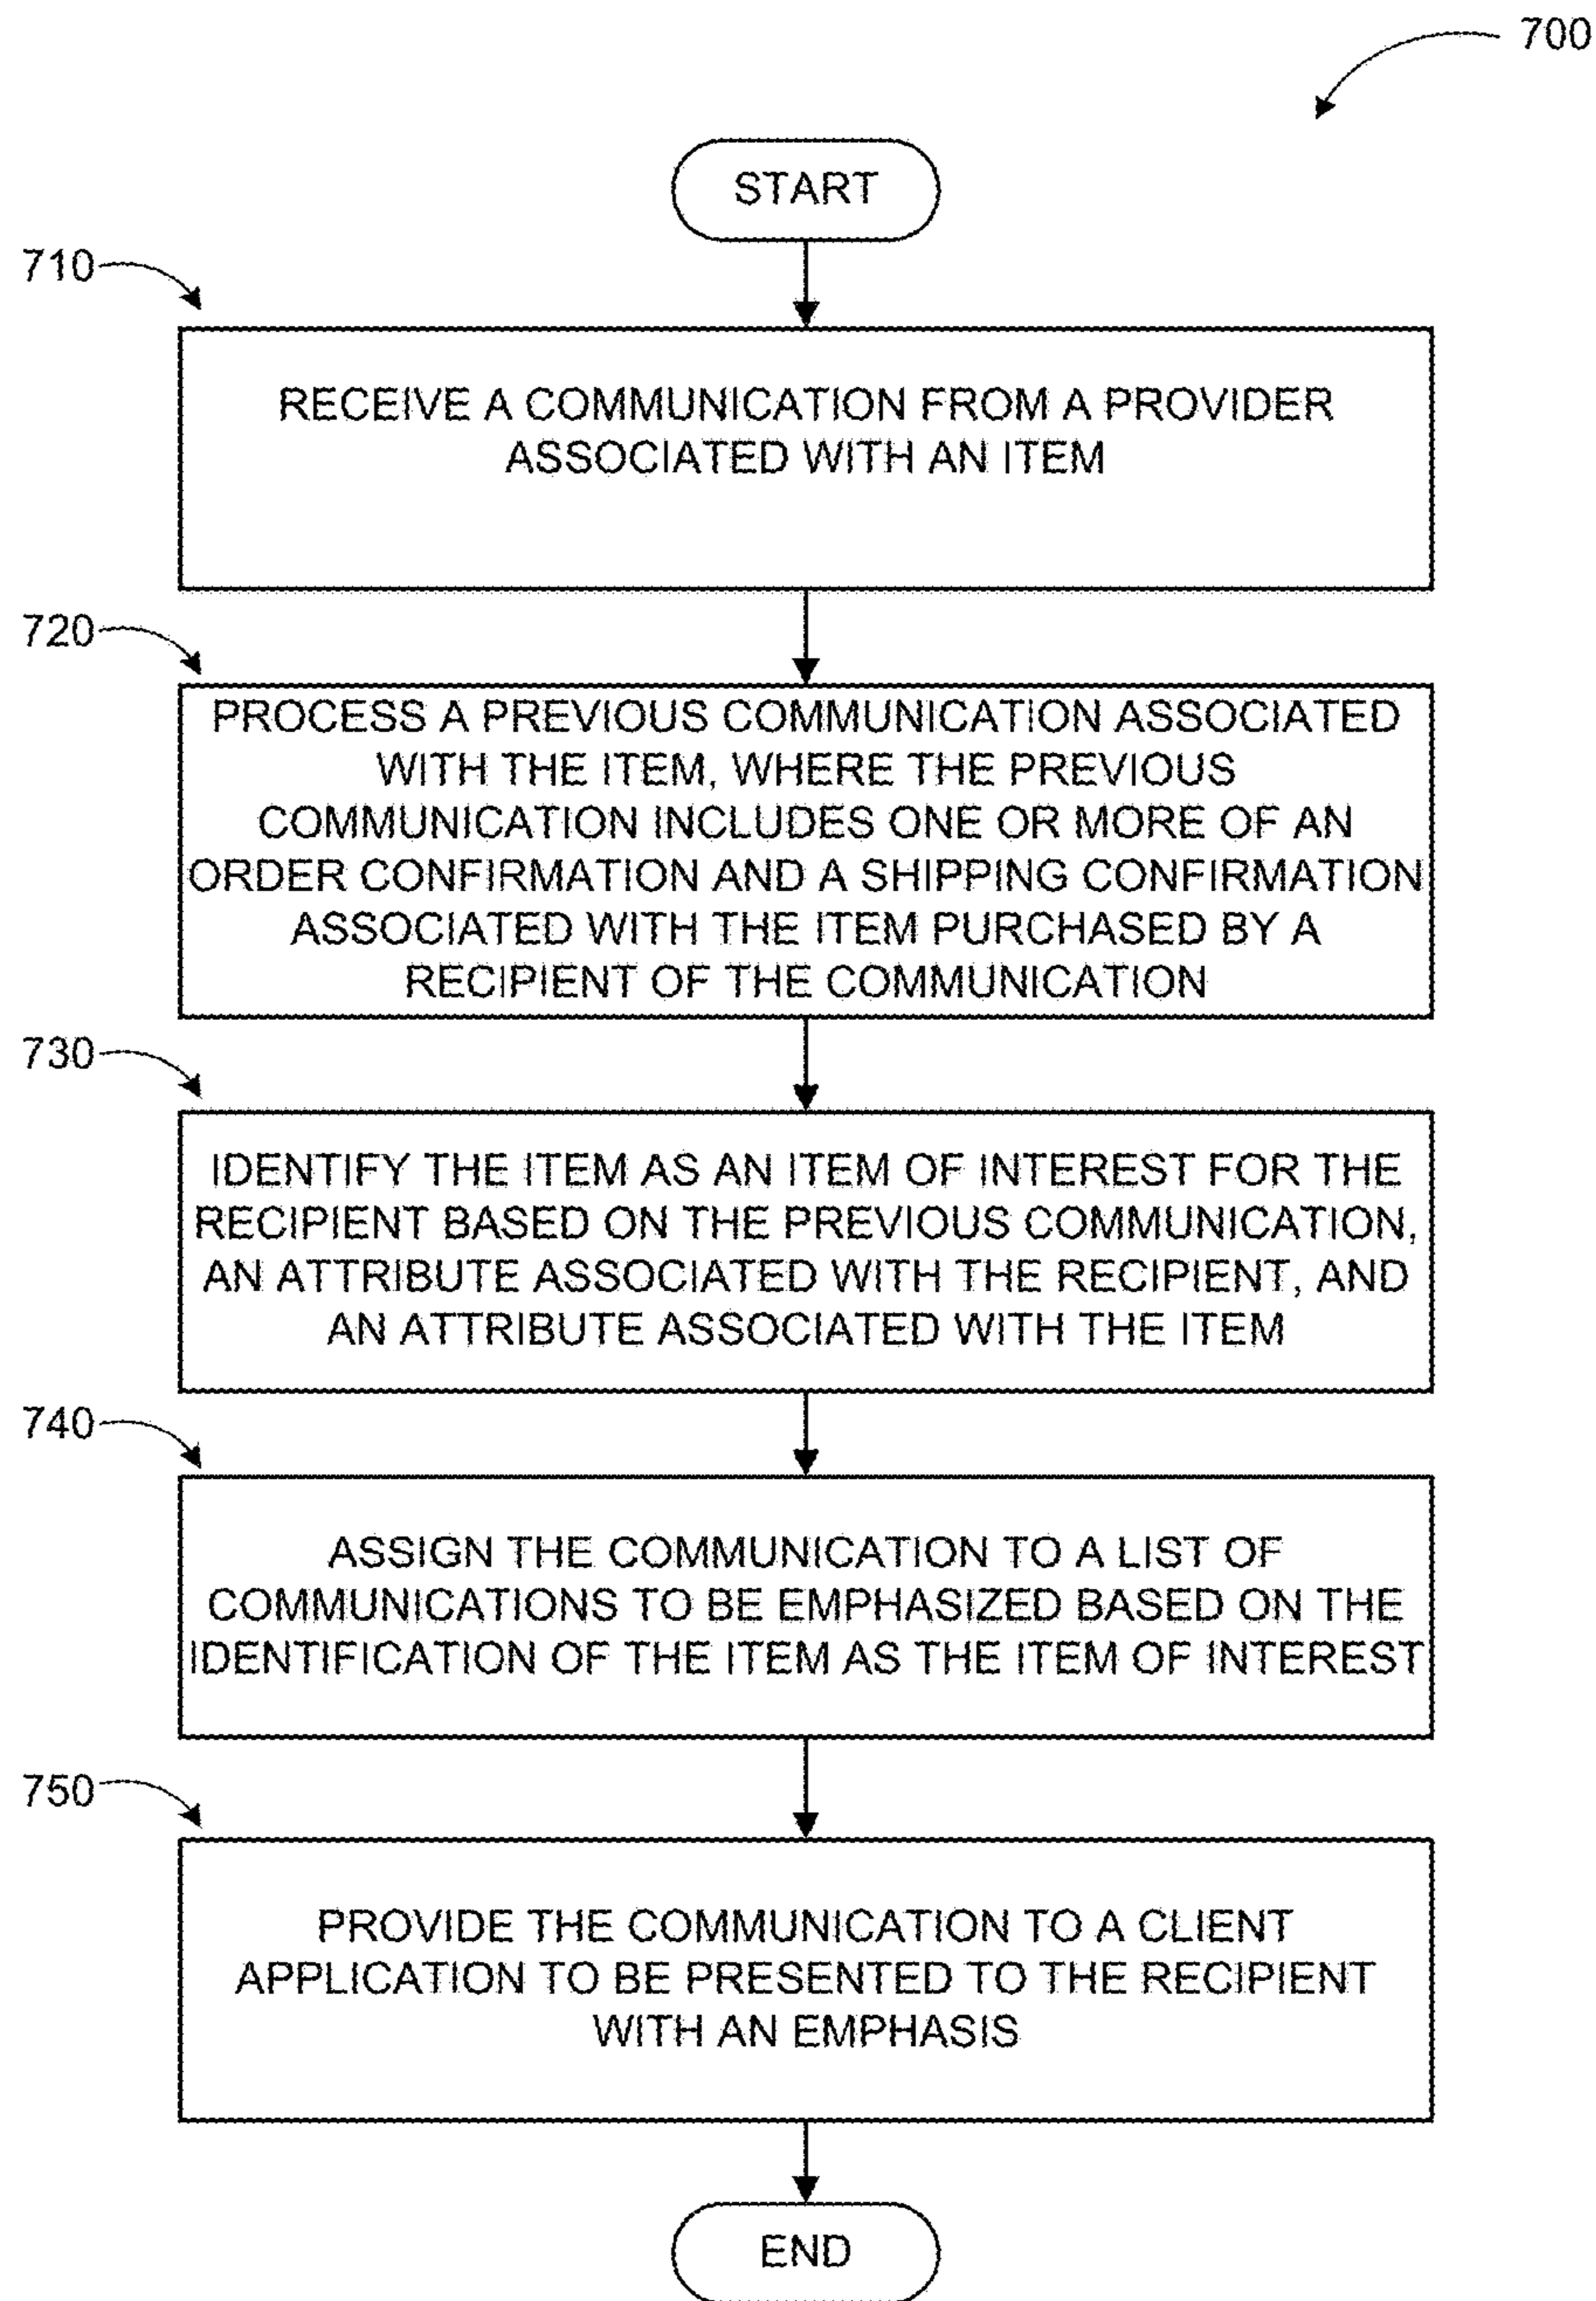 700
START
710
RECEIVE A COMMUNICATION FROM A PROVIDER
ASSOCIATED WITH AN ITEM
720
PROCESS A PREVIOUS COMMUNICATION ASSOCIATED
WITH THE ITEM, WHERE THE PREVIOUS
COMMUNICATION INCLUDES ONE OR MORE OF AN
ORDER CONFIRMATION AND A SHIPPING CONFIRMATION
ASSOCIATED WITH THE ITEM PURCHASED BY A
RECIPIENT OF THE COMMUNICATION
730
IDENTIFY THE ITEM AS AN ITEM OF INTEREST FOR THE
RECIPIENT BASED ON THE PREVIOUS COMMUNICATION,
AN ATTRIBUTE ASSOCIATED WITH THE RECIPIENT, AND
AN ATTRIBUTE ASSOCIATED WITH THE ITEM
740
ASSIGN THE COMMUNICATION TO A LIST OF
COMMUNICATIONS TO BE EMPHASIZED BASED ON THE
IDENTIFICATION OF THE ITEM AS THE ITEM OF INTEREST
750
PROVIDE THE COMMUNICATION TO A CLIENT
APPLICATION TO BE PRESENTED TO THE RECIPIENT
WITH AN EMPHASIS
END